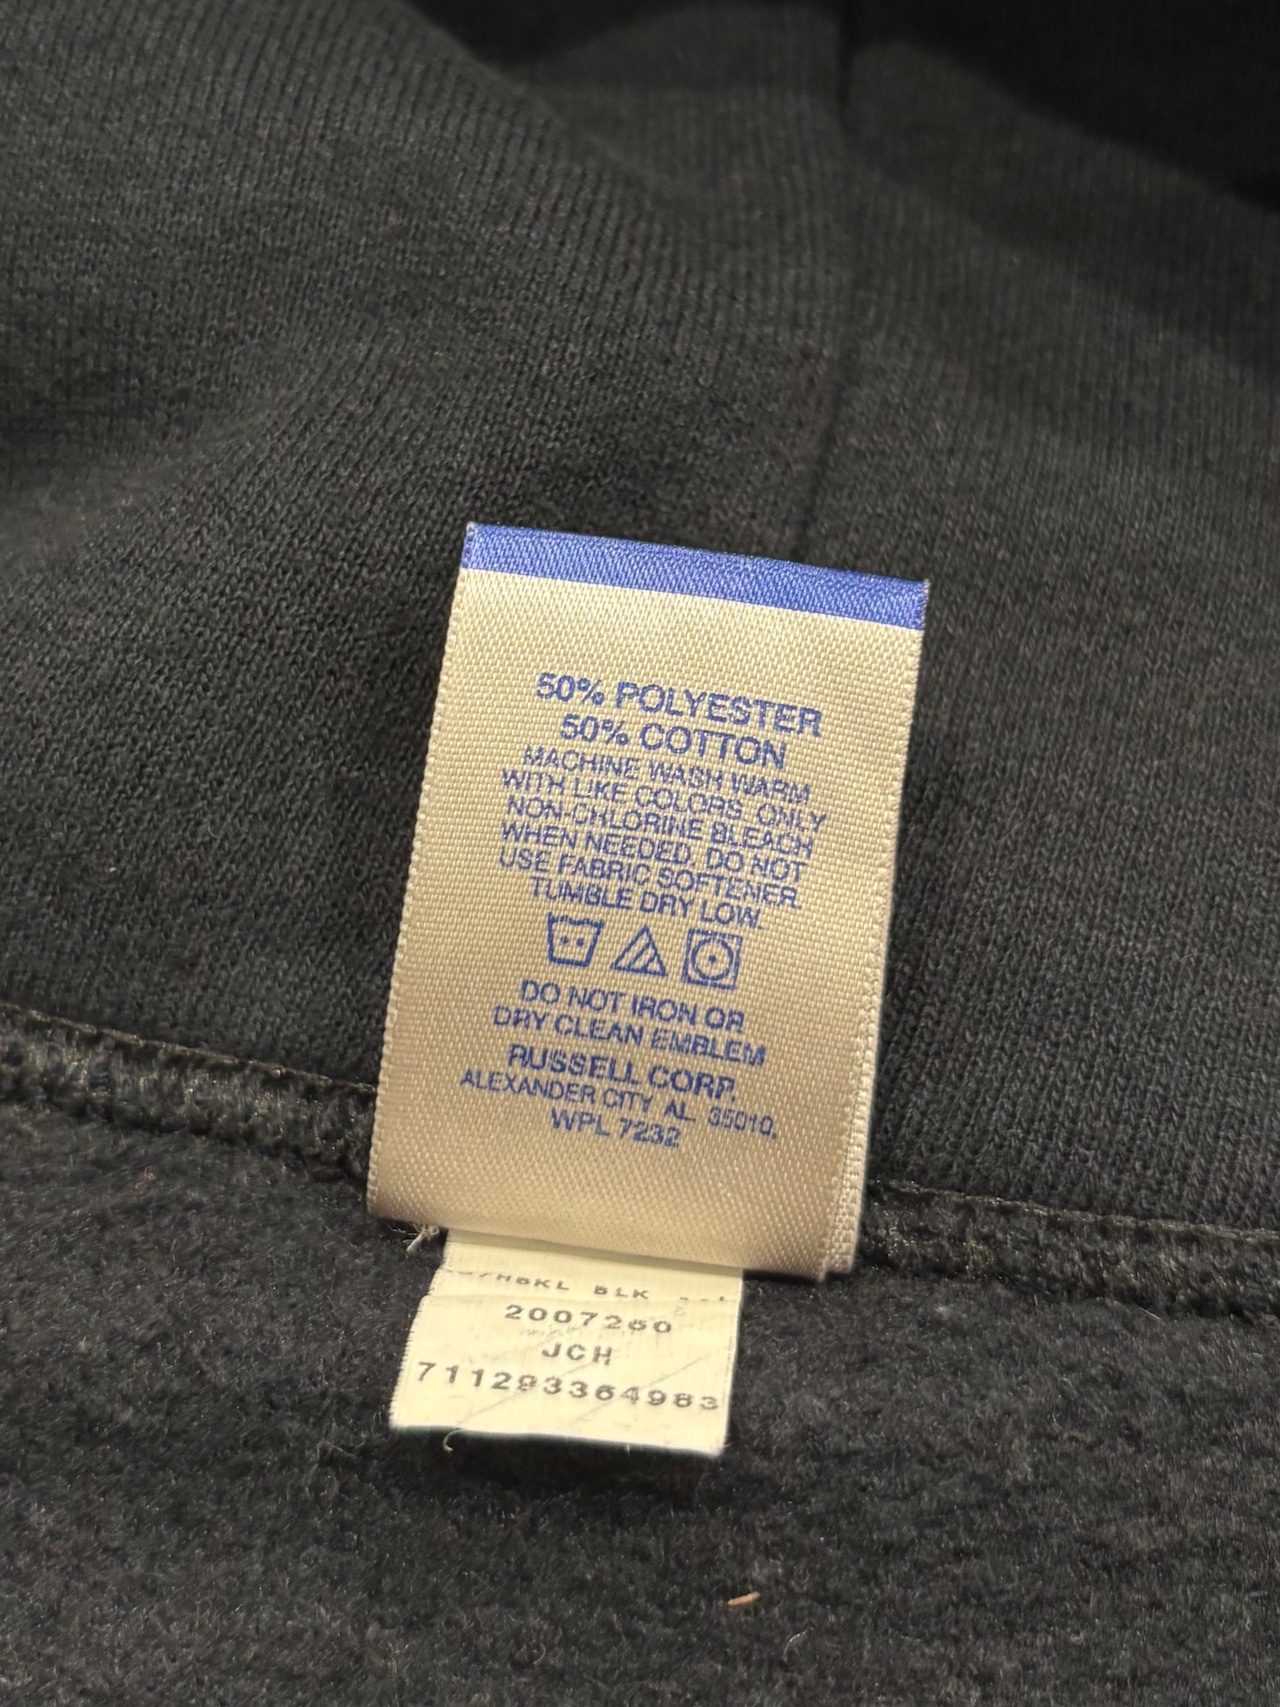 50% POLYESTER
50% COTTON
MACHINE WASH WARM
WITH LIKE COLORS. ONLY
NON-CHLORINE BLEACH
WHEN NEEDED. DO NOT
USE FABRIC SOFTENER.
TUMBLE DRY LOW.
DO NOT IRON OR
DRY CLEAN EMBLEM
RUSSELL CORP.
ALEXANDER CITY AL 35010.
WPL 7232
BLK
JCH